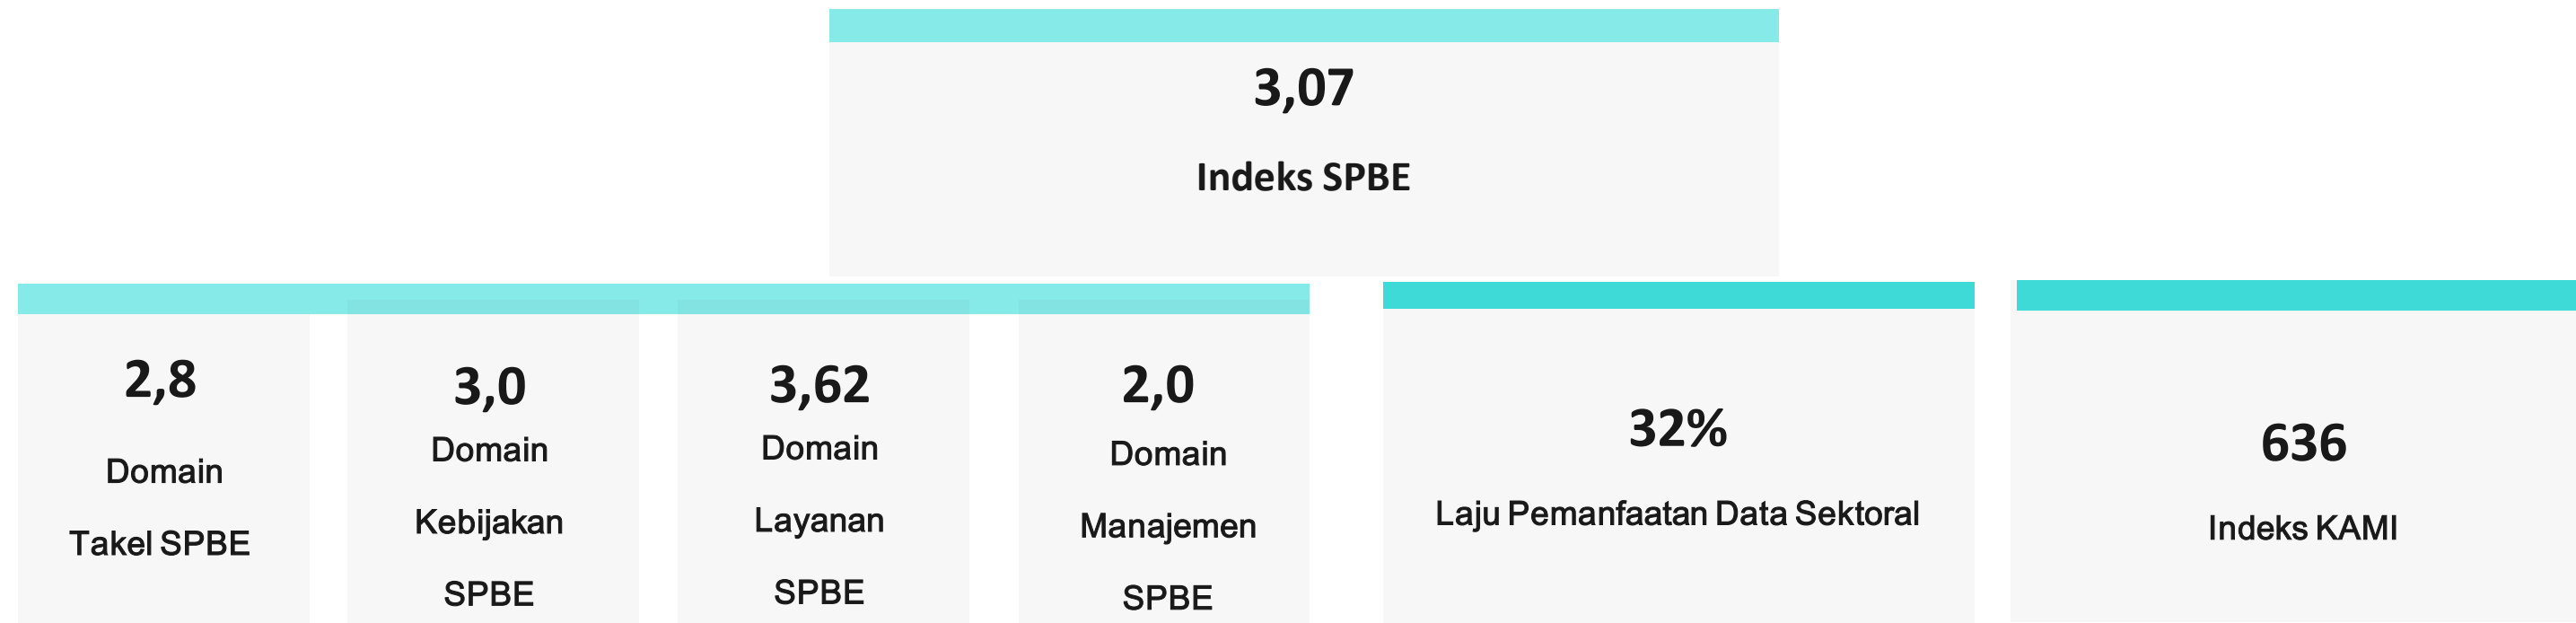 3,07
Indeks SPBE
2,8
Domain
Takel SPBE
3,0
Domain
Kebijakan
SPBE
3,62
Domain
Layanan
SPBE
2,0
Domain
Manajemen
SPBE
32%
Laju Pemanfaatan Data Sektoral
636
Indeks KAMI